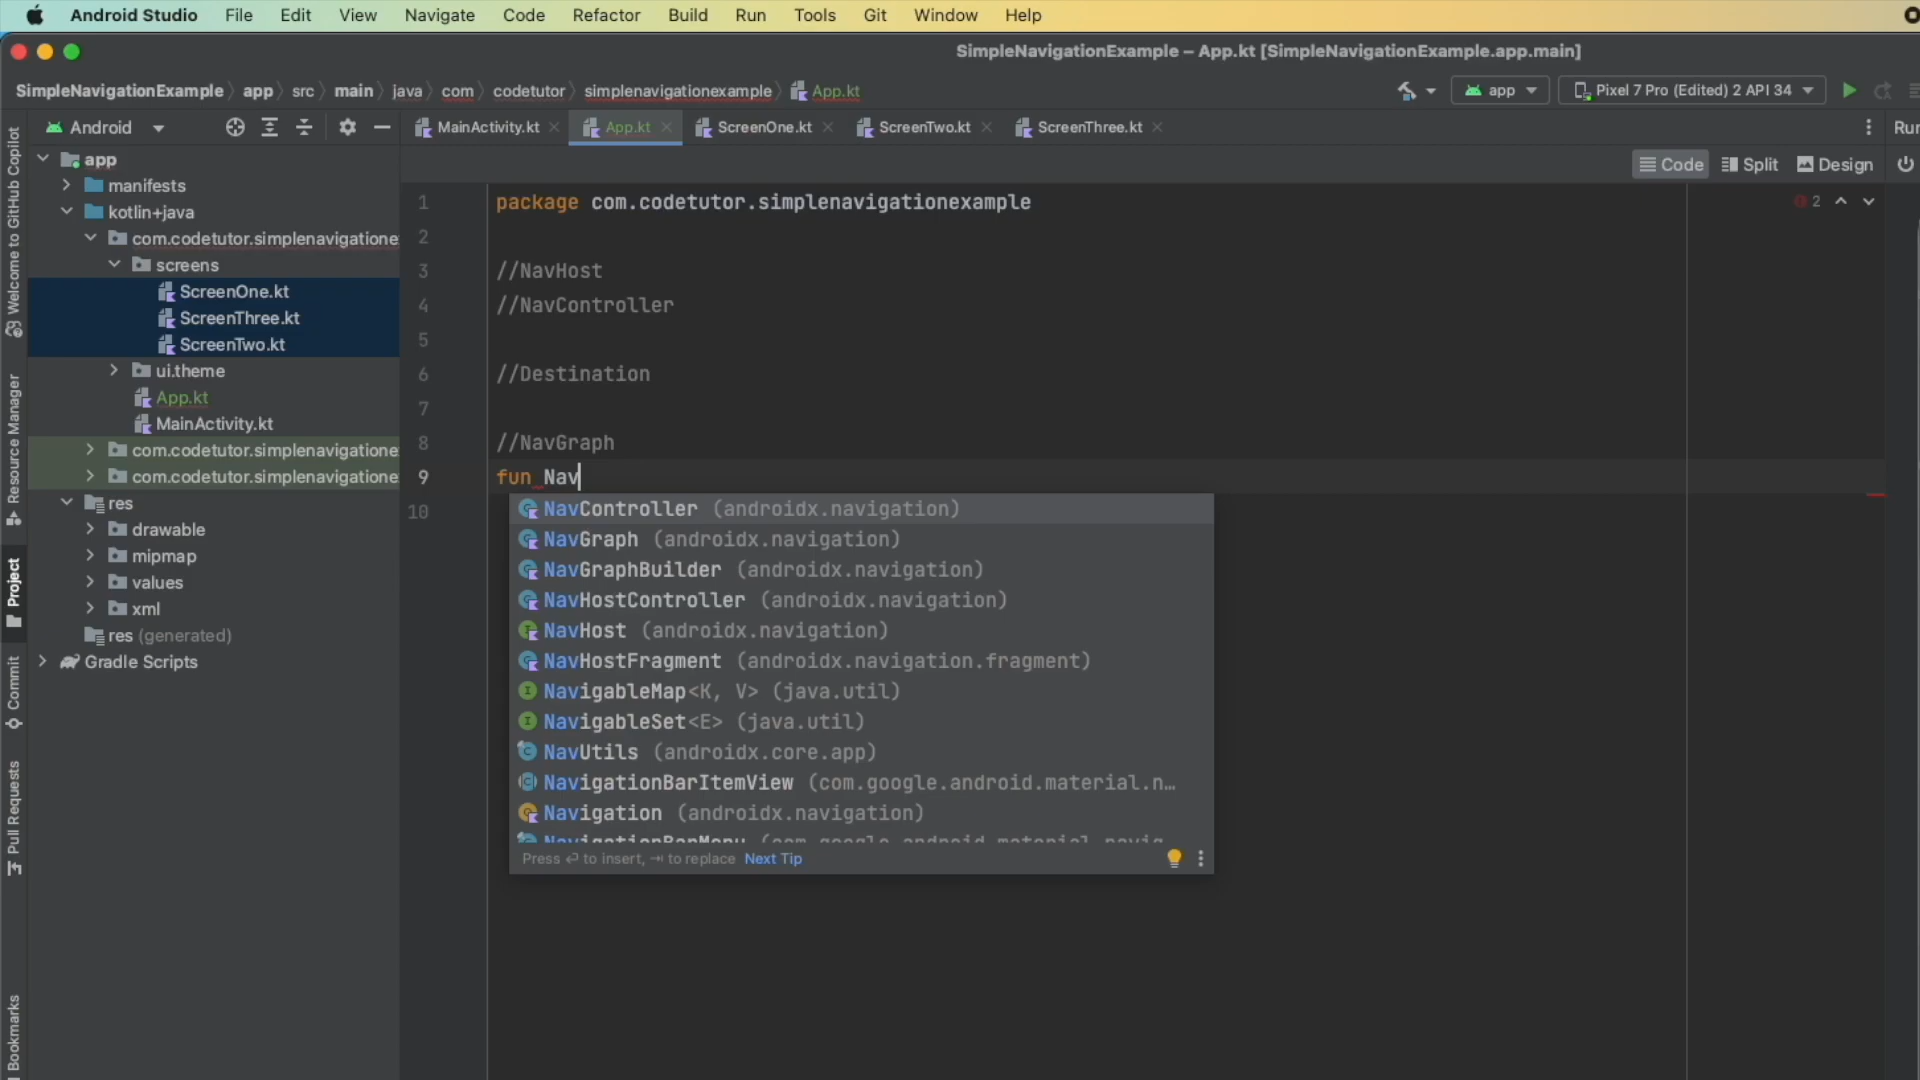 Android Studio File Edit View Navigate Code Refactor Build Run Tools Git Window Help
SimpleNavigationExample – App.kt [SimpleNavigationExample.app.main]
SimpleNavigationExample app src main java com codetutor simplenavigationexample App.kt app Pixel 7 Pro (Edited) 2 API 34
Android MainActivity.kt App.kt ScreenOne.kt ScreenTwo.kt ScreenThree.kt Run
Code Split Design
Welcome to GitHub Copilot
Resource Manager
Project
Commit
Pull Requests
Bookmarks
app
manifests
kotlin+java
com.codetutor.simplenavigatione
screens
ScreenOne.kt
ScreenThree.kt
ScreenTwo.kt
ui.theme
App.kt
MainActivity.kt
com.codetutor.simplenavigatione
com.codetutor.simplenavigatione
res
drawable
mipmap
values
xml
res (generated)
Gradle Scripts
1 package com.codetutor.simplenavigationexample 2
2
3 //NavHost
4 //NavController
5
6 //Destination
7
8 //NavGraph
9 fun Nav
10
NavController (androidx.navigation)
NavGraph (androidx.navigation)
NavGraphBuilder (androidx.navigation)
NavHostController (androidx.navigation)
NavHost (androidx.navigation)
NavHostFragment (androidx.navigation.fragment)
NavigableMap<K, V> (java.util)
NavigableSet<E> (java.util)
NavUtils (androidx.core.app)
NavigationBarItemView (com.google.android.material.n…
Navigation (androidx.navigation)
NavigationBarMenu (com.google.android.material.navig
Press ↵ to insert, ⇥ to replace Next Tip